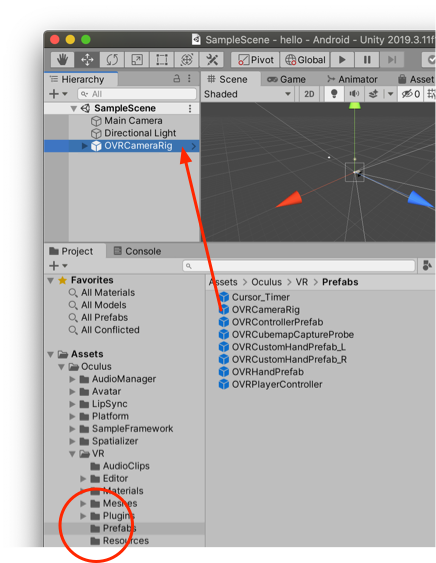 SampleScene - hello - Android - Unity 2019.3.11f
Pivot Global
Hierarchy
All
SampleScene
Main Camera
Directional Light
OVRCameraRig
Scene Game Animator Asset
Shaded 2D 0
Project Console
Favorites
All Materials
All Models
All Prefabs
All Conflicted
Assets
Oculus
AudioManager
Avatar
LipSync
Platform
SampleFramework
Spatializer
VR
AudioClips
Editor
Materials
Meshes
Plugins
Prefabs
Resources
Assets > Oculus > VR > Prefabs
Cursor_Timer
OVRCameraRig
OVRControllerPrefab
OVRCubemapCaptureProbe
OVRCustomHandPrefab_L
OVRCustomHandPrefab_R
OVRHandPrefab
OVRPlayerController